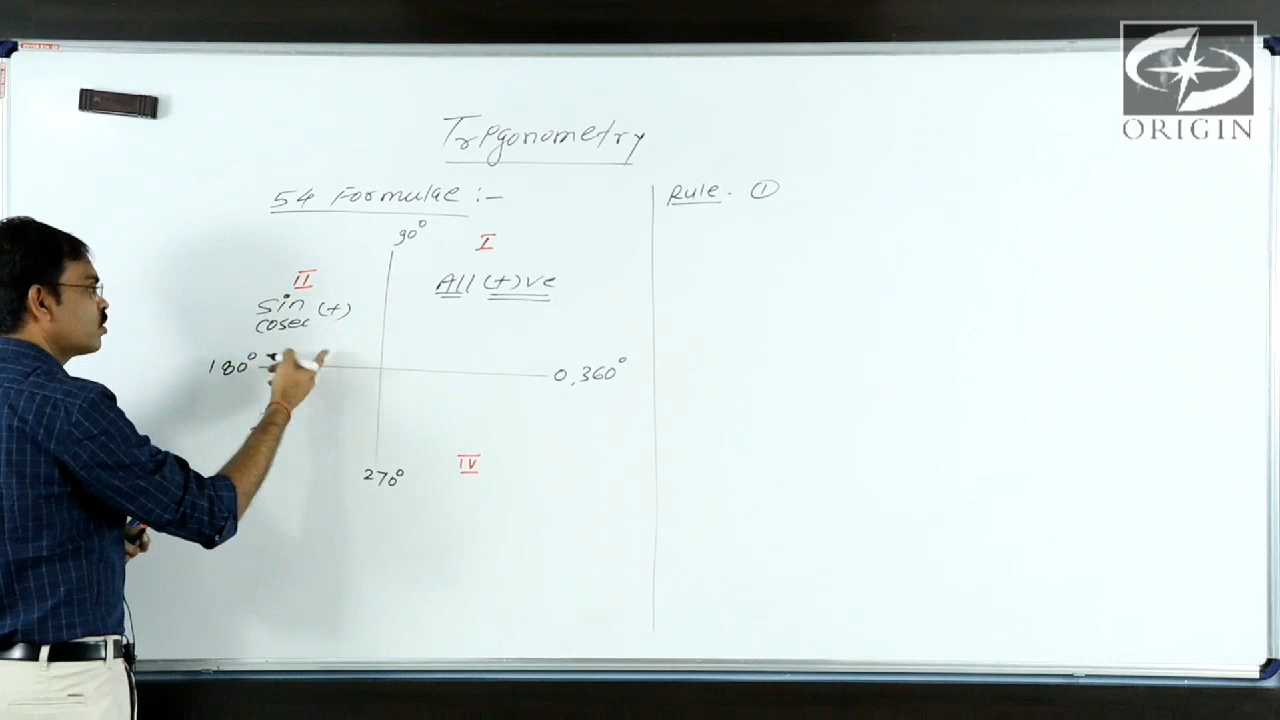 ORIGIN
Trigonometry
54 Formulae :-
90°
I
All (+)ve
II
sin (+)
cosec
180°
0,360°
270°
IV
Rule - ①